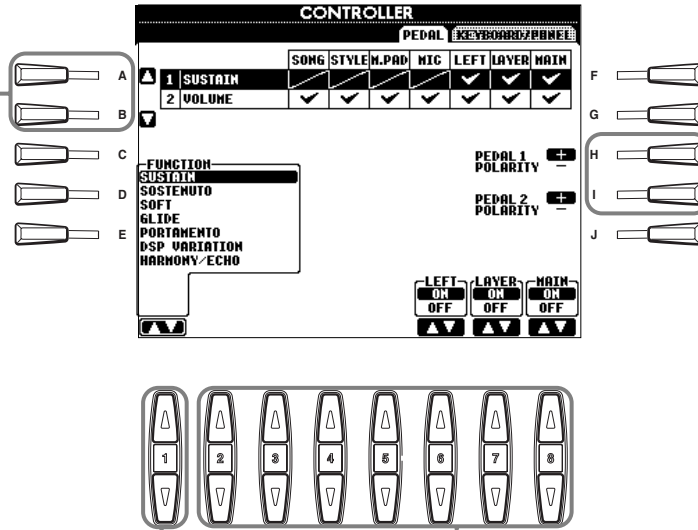 CONTROLLER
PEDAL KEYBOARD/PANEL
SONG STYLE M.PAD MIC LEFT LAYER MAIN
1 SUSTAIN
2 VOLUME
A
B
C
D
E
F
G
H
I
J
PEDAL 1 +
POLARITY −
PEDAL 2 +
POLARITY −
FUNCTION
SUSTAIN
SOSTENUTO
SOFT
GLIDE
PORTAMENTO
DSP VARIATION
HARMONY/ECHO
LEFT LAYER MAIN
ON ON ON
OFF OFF OFF
1 2 3 4 5 6 7 8